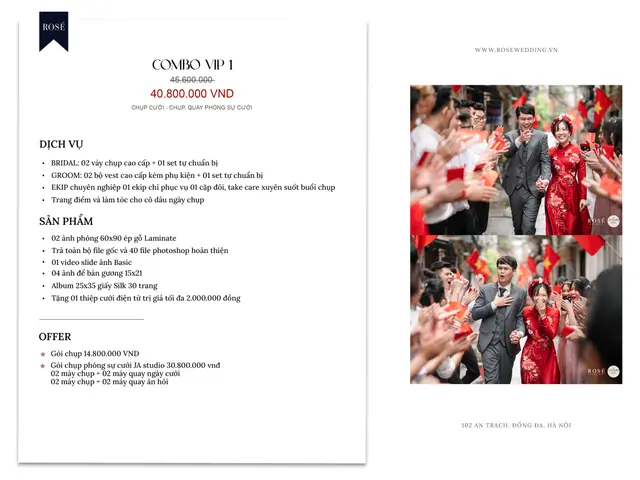 ROSÉ
COMBO VIP 1
45.600.000
40.800.000 VND
CHỤP CƯỚI - CHỤP, QUAY PHÓNG SỰ CƯỚI
DỊCH VỤ
• BRIDAL: 02 váy chụp cao cấp + 01 set tự chuẩn bị
• GROOM: 02 bộ vest cao cấp kèm phụ kiện + 01 set tự chuẩn bị
• EKIP chuyên nghiệp 01 ekip chỉ phục vụ 01 cặp đôi, take care xuyên suốt buổi chụp
• Trang điểm và làm tóc cho cô dâu ngày chụp
SẢN PHẨM
• 02 ảnh phóng 60x90 ép gỗ Laminate
• Trả toàn bộ file gốc và 40 file photoshop hoàn thiện
• 01 video slide ảnh Basic
• 04 ảnh để bàn gương 15x21
• Album 25x35 giấy Silk 30 trang
• Tặng 01 thiệp cưới điện tử trị giá tối đa 2.000.000 đồng
OFFER
★ Gói chụp 14.800.000 VND
★ Gói chụp phóng sự cưới JA studio 30.800.000 vnđ
02 máy chụp + 02 máy quay ngày cưới
02 máy chụp + 02 máy quay ăn hỏi
WWW.ROSEWEDDING.VN
ROSÉ
ROSÉ
102 AN TRẠCH, ĐỐNG ĐA, HÀ NỘI